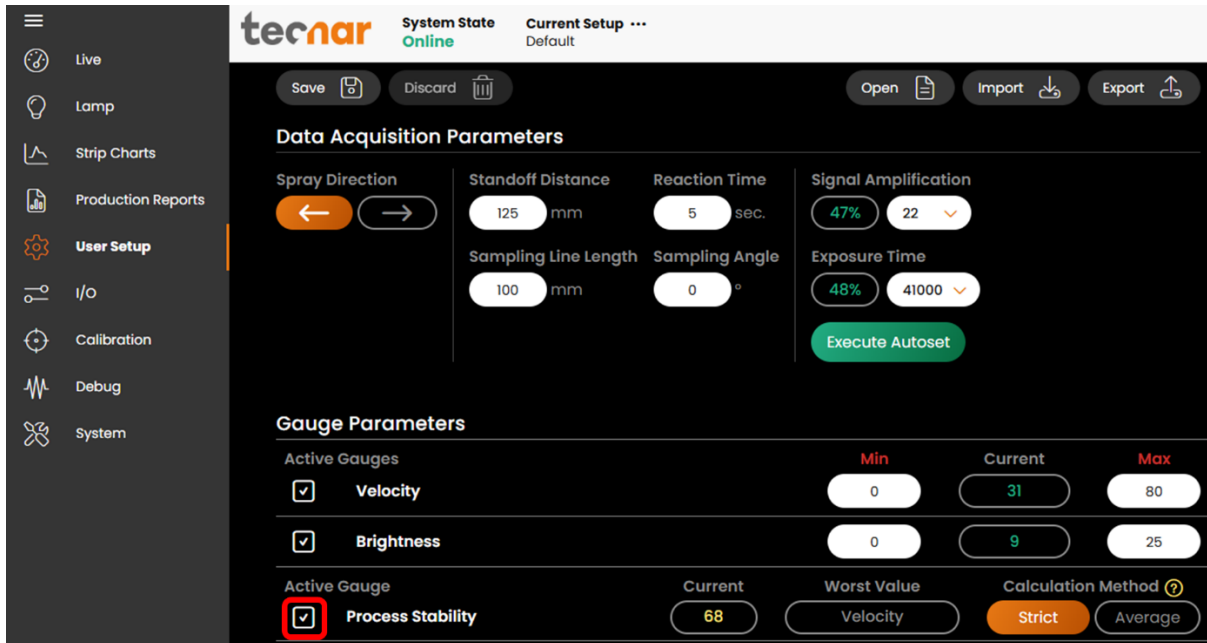 tecnar
System State
Online
Current Setup ···
Default
Live
Lamp
Strip Charts
Production Reports
User Setup
I/O
Calibration
Debug
System
Save
Discard
Open
Import
Export
Data Acquisition Parameters
Spray Direction
Standoff Distance
125 mm
Reaction Time
5 sec.
Sampling Line Length
100 mm
Sampling Angle
0 °
Signal Amplification
47% 22
Exposure Time
48% 41000
Execute Autoset
Gauge Parameters
Active Gauges Min Current Max
Velocity 0 31 80
Brightness 0 9 25
Active Gauge Current Worst Value Calculation Method ?
Process Stability 68 Velocity Strict Average